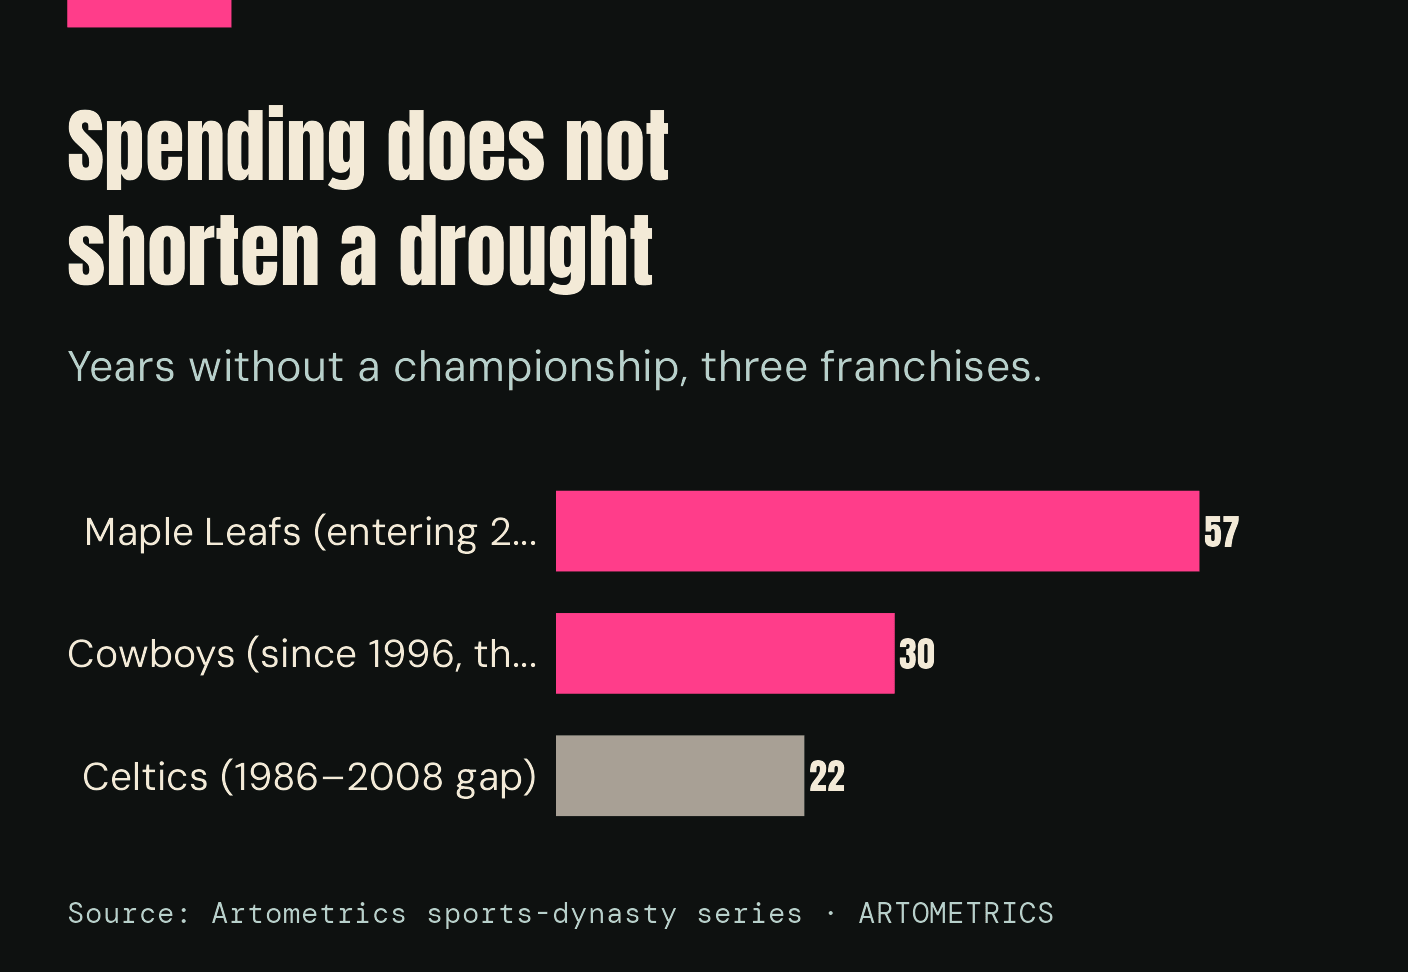 Spending does not
shorten a drought
Years without a championship, three franchises.
Maple Leafs (entering 2... 57
Cowboys (since 1996, th... 30
Celtics (1986–2008 gap) 22
Source: Artometrics sports-dynasty series · ARTOMETRICS